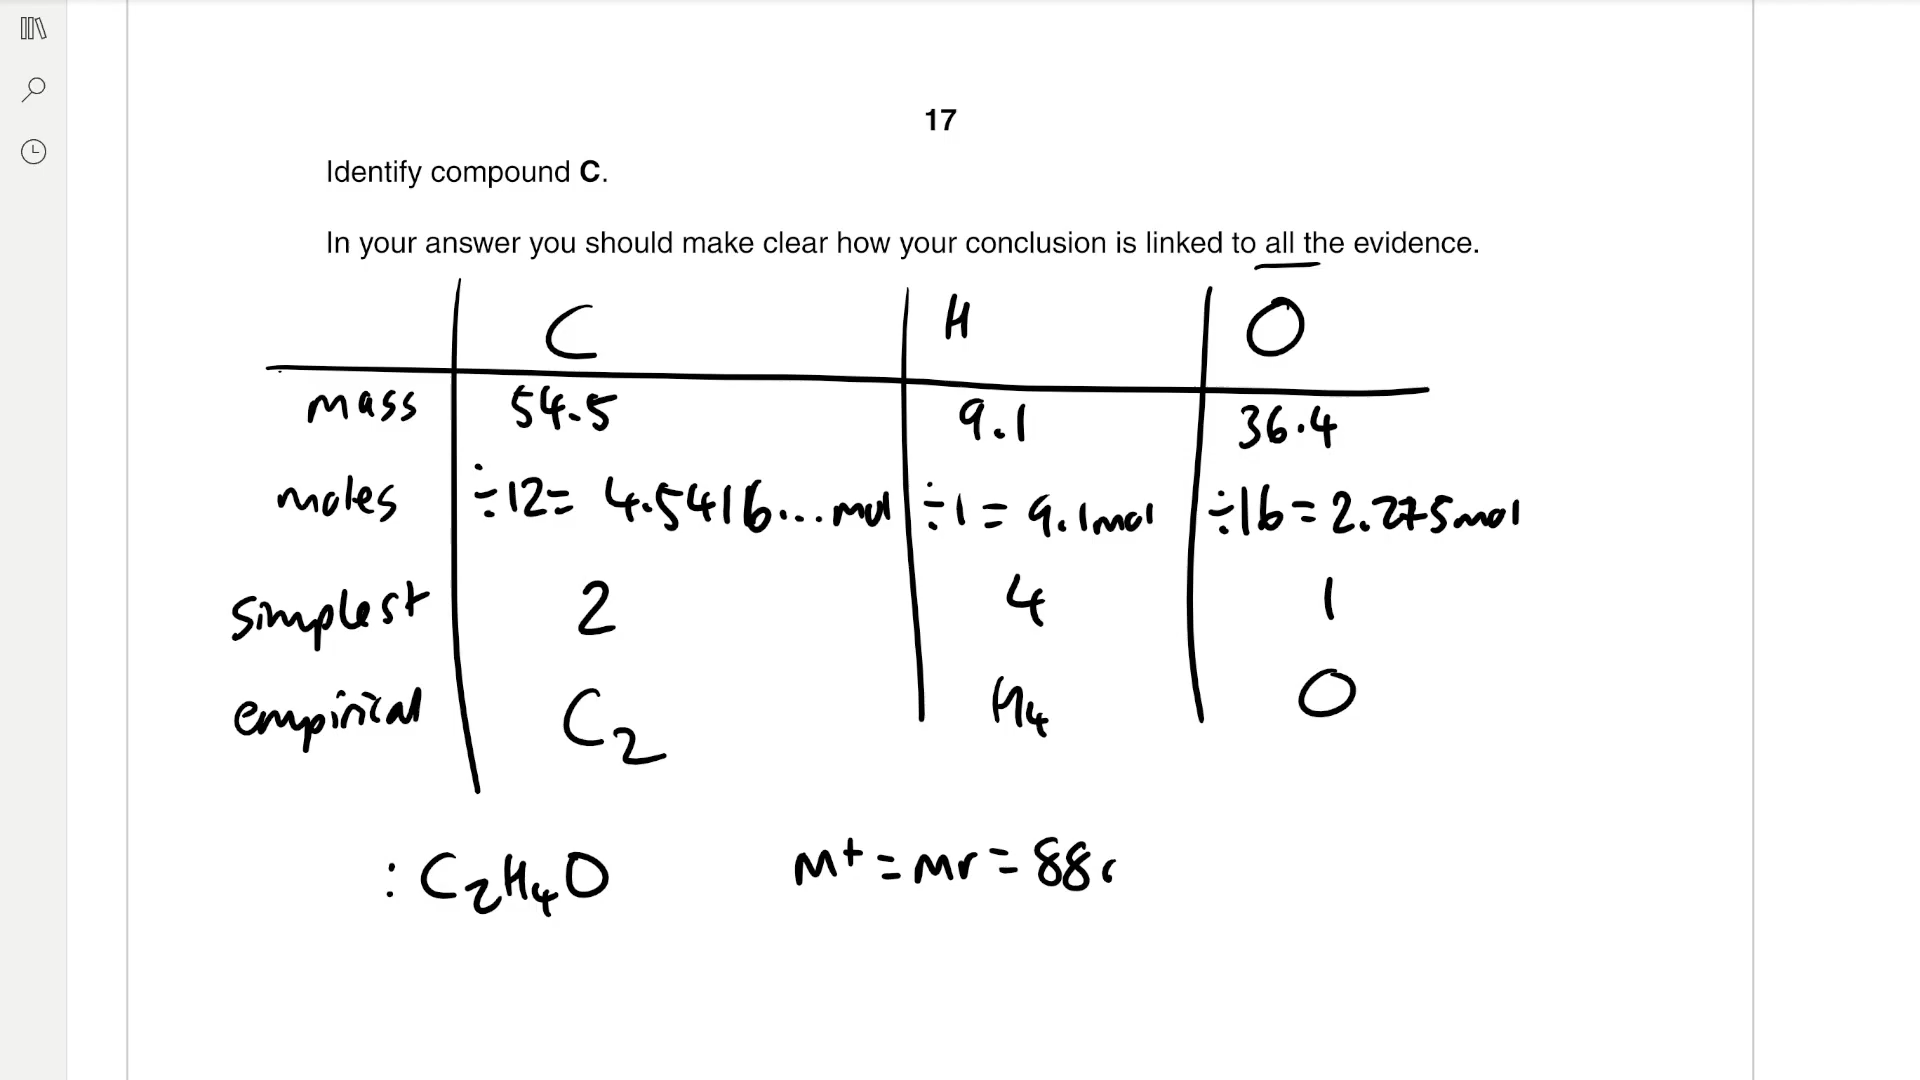 17
Identify compound C.
In your answer you should make clear how your conclusion is linked to all the evidence.
C H O
mass 54.5 9.1 36.4
moles ÷12= 4.5416...mol ÷1 = 9.1mol ÷16 = 2.275mol
simplest 2 4 1
empirical C₂ H₄ O
: C₂H₄O M⁺ = Mr = 88